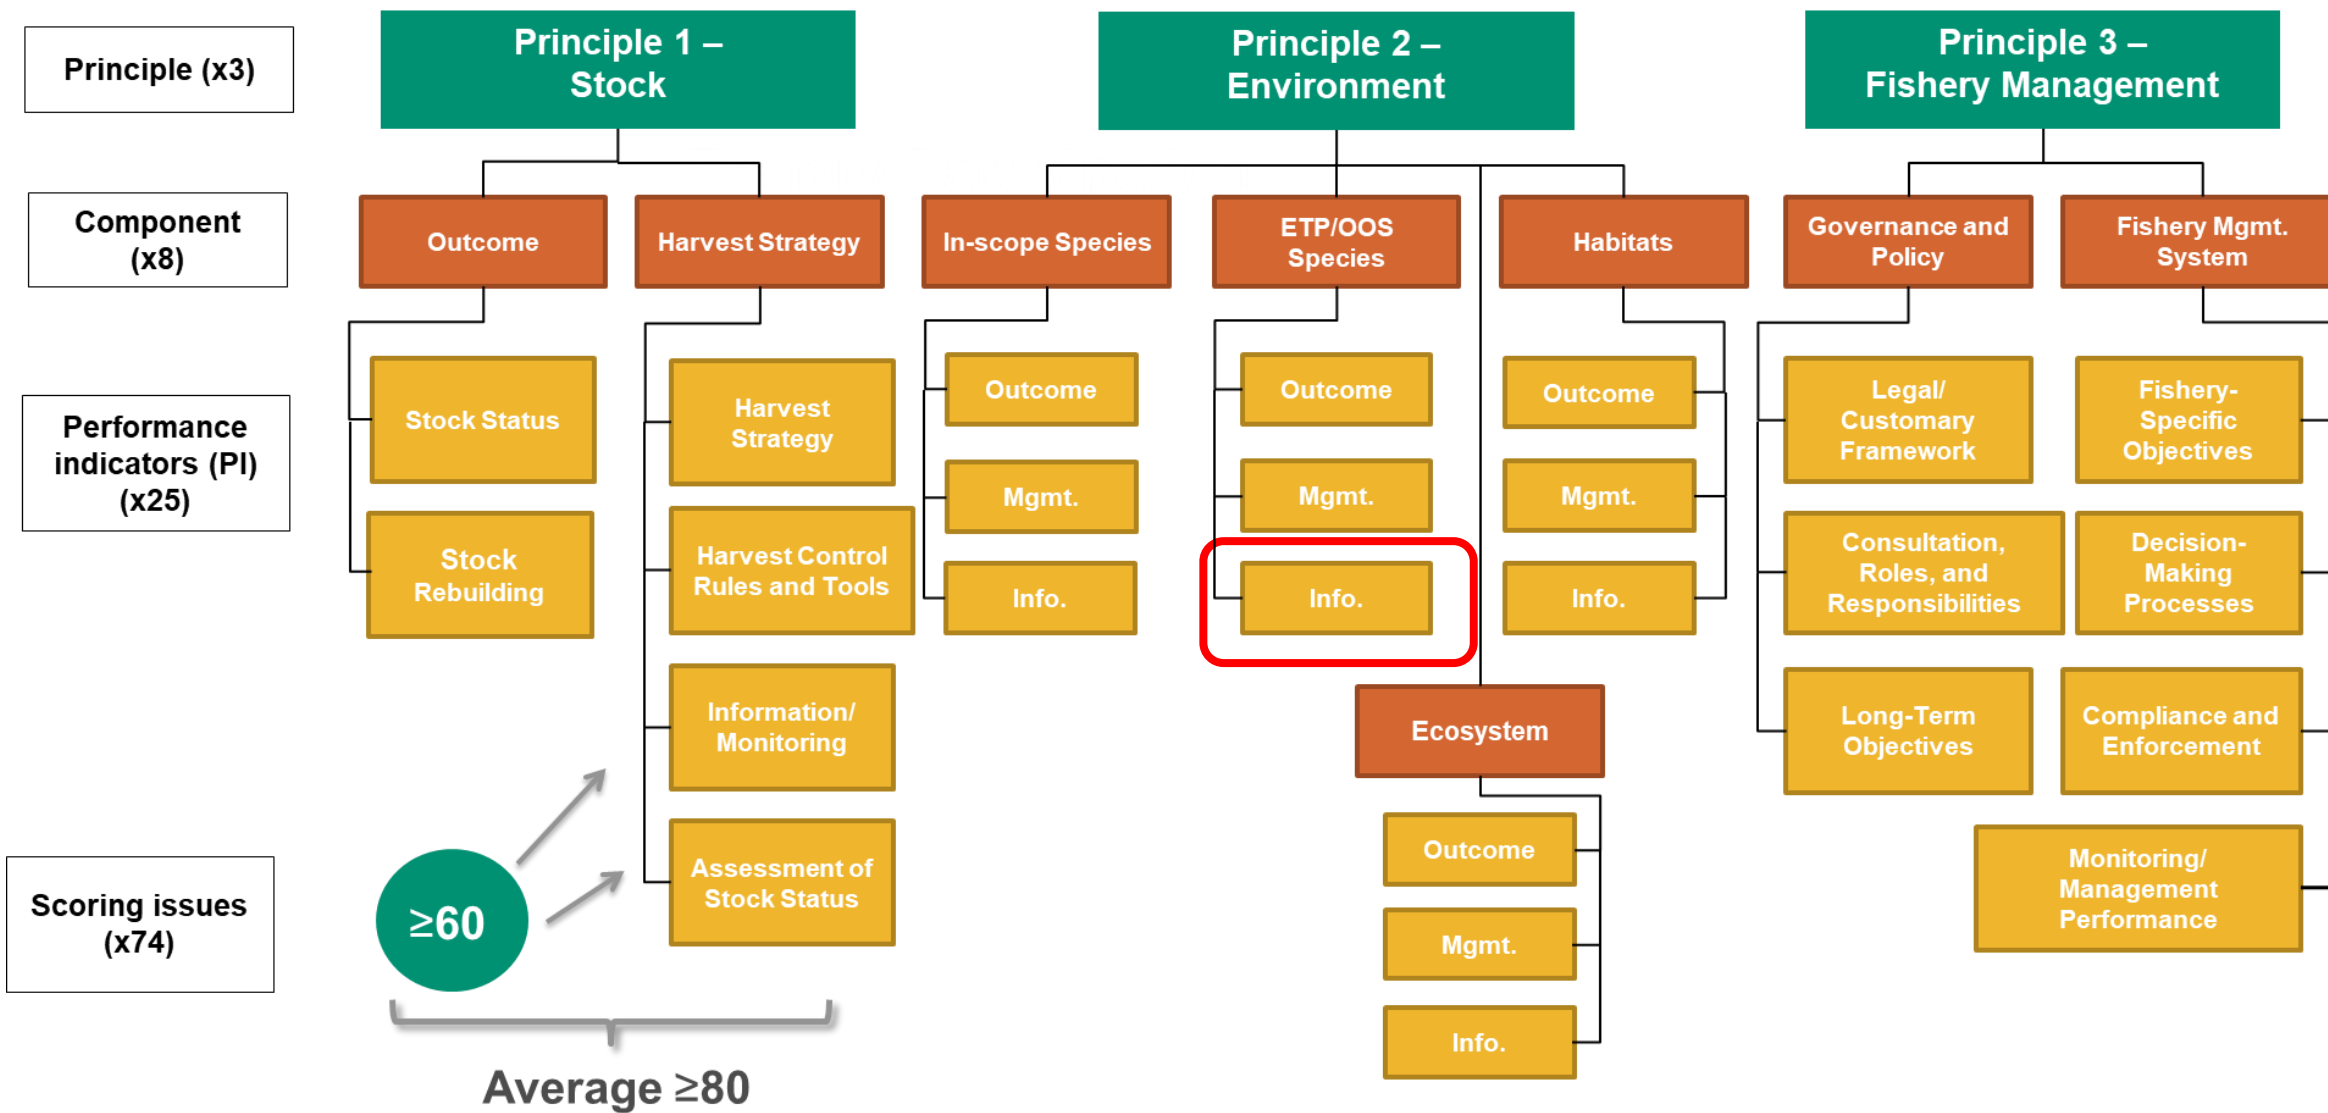 Principle (x3)
Principle 1 –
Stock
Principle 2 –
Environment
Principle 3 –
Fishery Management
Component
(x8)
Outcome
Harvest Strategy
In-scope Species
ETP/OOS
Species
Habitats
Governance and
Policy
Fishery Mgmt.
System
Performance
indicators (PI)
(x25)
Stock Status
Stock
Rebuilding
Harvest
Strategy
Harvest Control
Rules and Tools
Information/
Monitoring
Assessment of
Stock Status
Outcome
Mgmt.
Info.
Outcome
Mgmt.
Info.
Outcome
Mgmt.
Info.
Ecosystem
Outcome
Mgmt.
Info.
Legal/
Customary
Framework
Consultation,
Roles, and
Responsibilities
Long-Term
Objectives
Fishery-
Specific
Objectives
Decision-
Making
Processes
Compliance and
Enforcement
Monitoring/
Management
Performance
Scoring issues
(x74)
≥60
Average ≥80